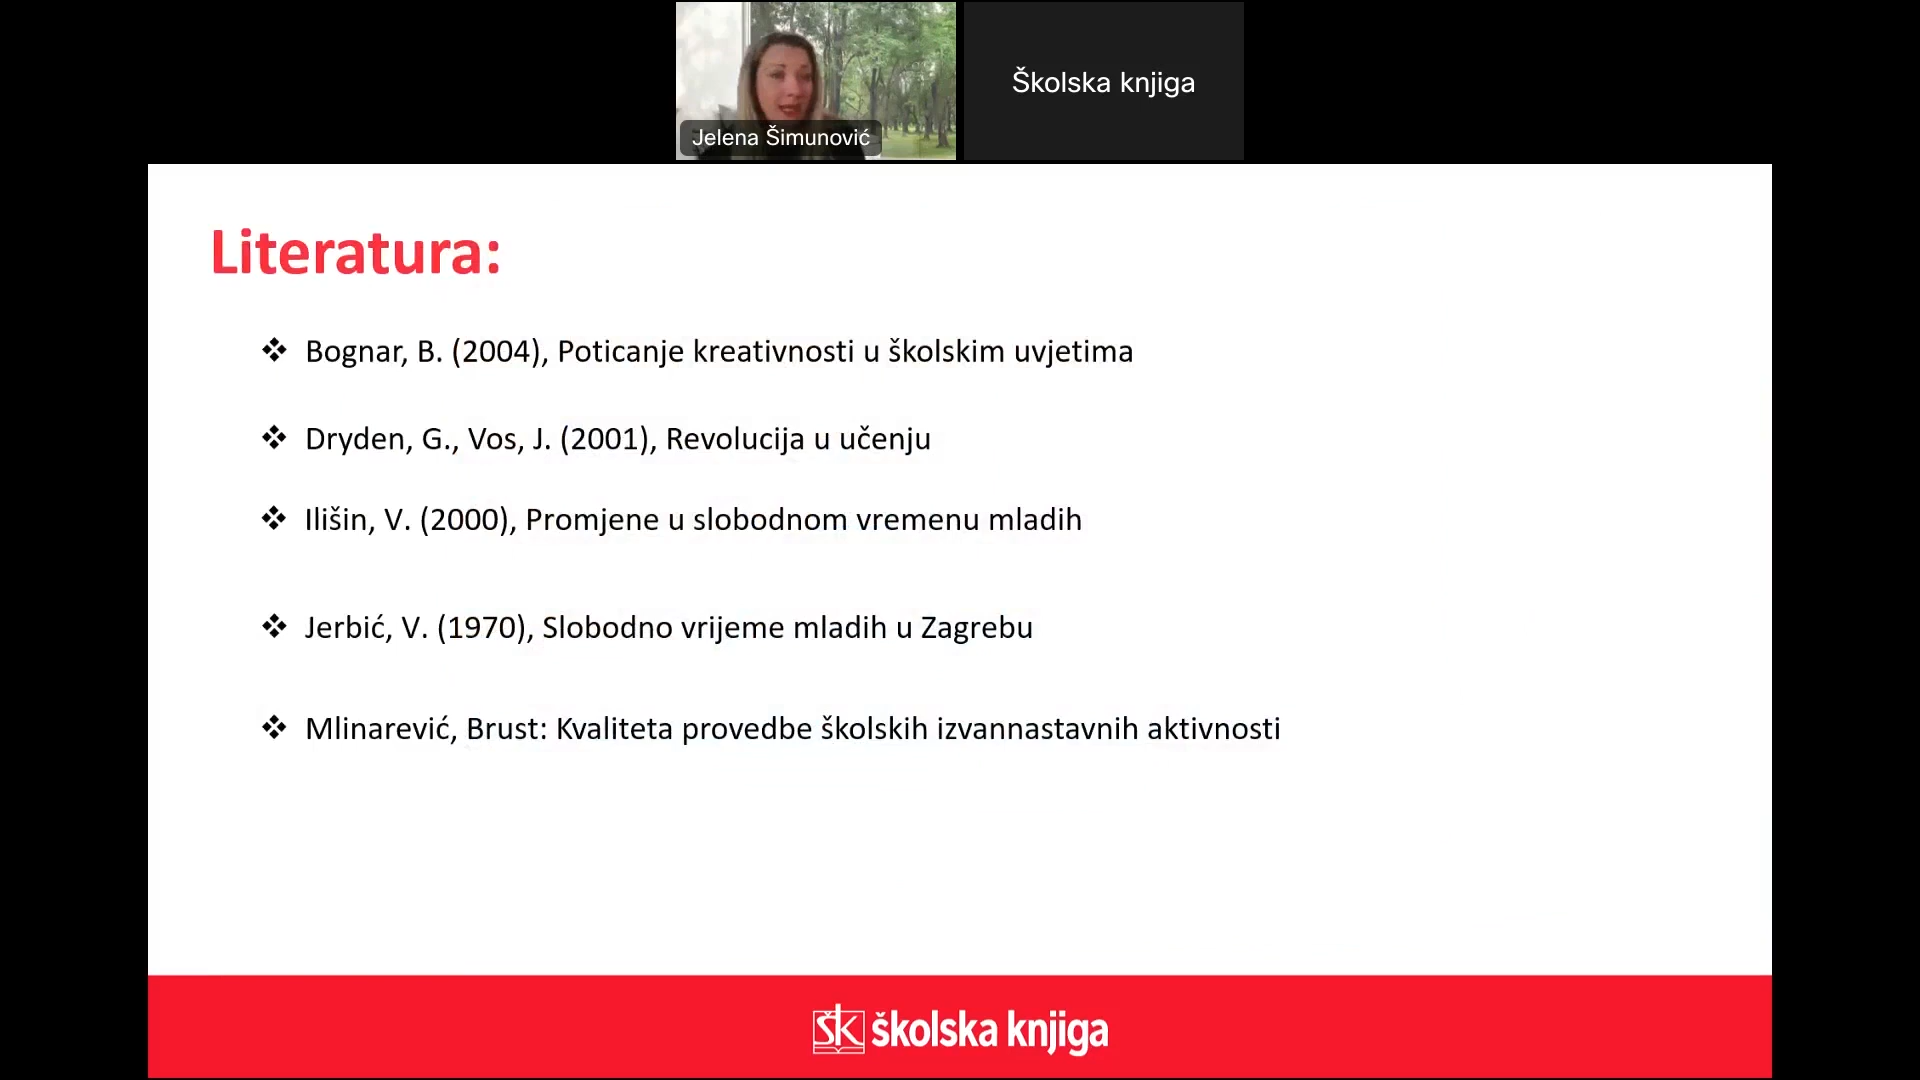 Jelena Šimunović
Školska knjiga
Literatura:
❖ Bognar, B. (2004), Poticanje kreativnosti u školskim uvjetima
❖ Dryden, G., Vos, J. (2001), Revolucija u učenju
❖ Ilišin, V. (2000), Promjene u slobodnom vremenu mladih
❖ Jerbić, V. (1970), Slobodno vrijeme mladih u Zagrebu
❖ Mlinarević, Brust: Kvaliteta provedbe školskih izvannastavnih aktivnosti
ŠK školska knjiga